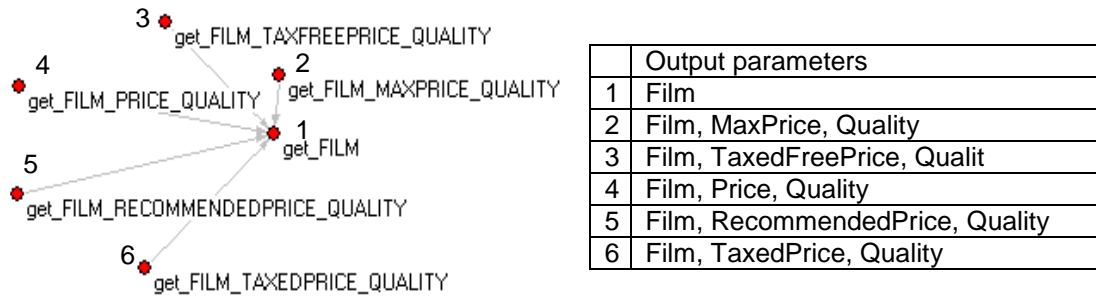 3
get_FILM_TAXFREEPRICE_QUALITY
4
get_FILM_PRICE_QUALITY
2
get_FILM_MAXPRICE_QUALITY
1
get_FILM
5
get_FILM_RECOMMENDEDPRICE_QUALITY
6
get_FILM_TAXEDPRICE_QUALITY
Output parameters
1 Film
2 Film, MaxPrice, Quality
3 Film, TaxedFreePrice, Qualit
4 Film, Price, Quality
5 Film, RecommendedPrice, Quality
6 Film, TaxedPrice, Quality